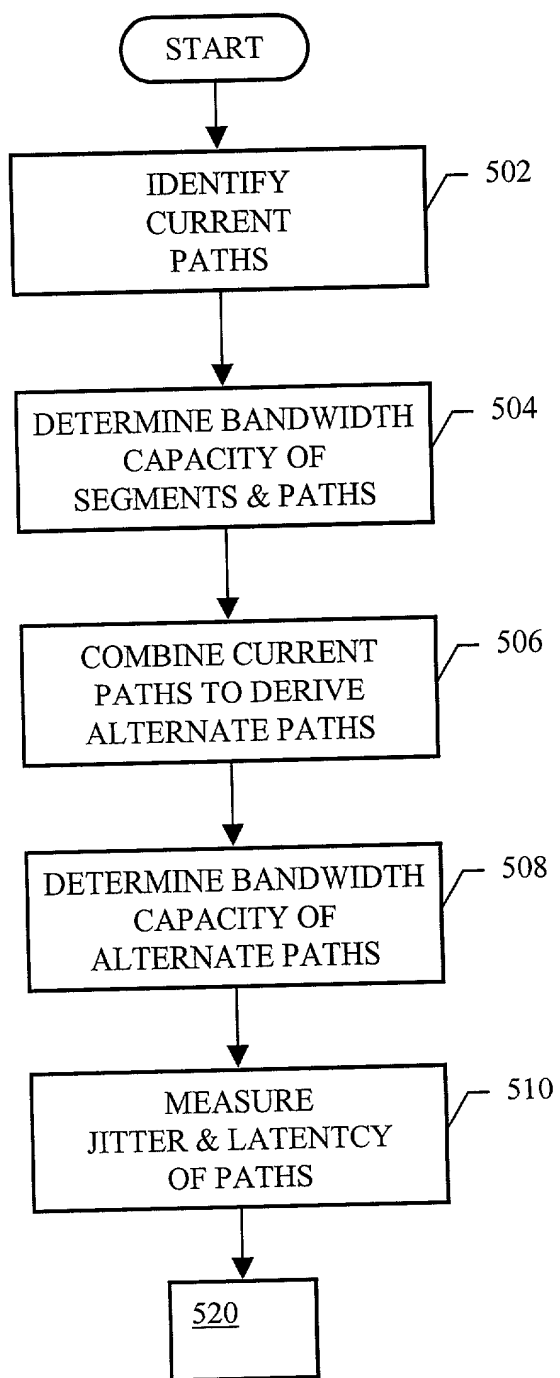 START
IDENTIFY
CURRENT
PATHS
502
DETERMINE BANDWIDTH
CAPACITY OF
SEGMENTS & PATHS
504
COMBINE CURRENT
PATHS TO DERIVE
ALTERNATE PATHS
506
DETERMINE BANDWIDTH
CAPACITY OF
ALTERNATE PATHS
508
MEASURE
JITTER & LATENTCY
OF PATHS
510
520